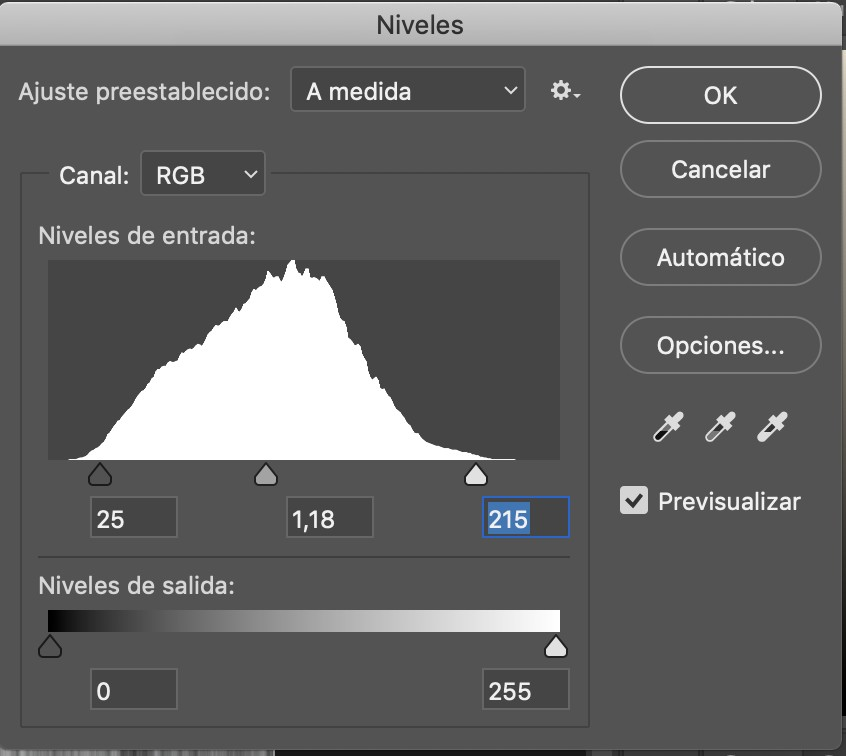 Niveles
Ajuste preestablecido: A medida
OK
Canal: RGB
Cancelar
Niveles de entrada:
Automático
Opciones...
25 1,18 215
Previsualizar
Niveles de salida:
0 255